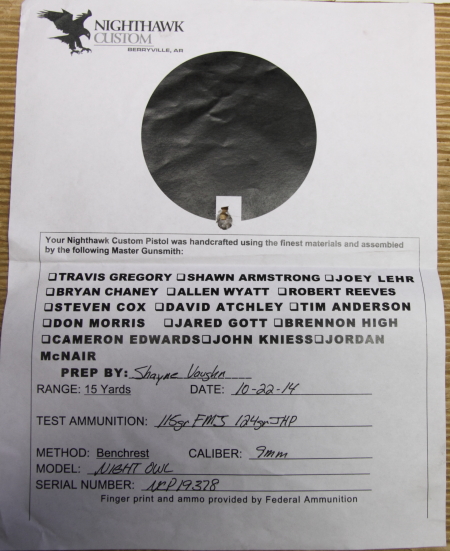 NIGHTHAWK
CUSTOM
BERRYVILLE, AR
Your Nighthawk Custom Pistol was handcrafted using the finest materials and assembled
by the following Master Gunsmith:
☐TRAVIS GREGORY ☐SHAWN ARMSTRONG ☐JOEY LEHR
☐BRYAN CHANEY ☐ALLEN WYATT ☐ROBERT REEVES
☐STEVEN COX ☐DAVID ATCHLEY ☐TIM ANDERSON
☐DON MORRIS ☐JARED GOTT ☐BRENNON HIGH
☐CAMERON EDWARDS☐JOHN KNIESS☐JORDAN
McNAIR
PREP BY: Shayne
RANGE: 15 Yards DATE: 10-22-14
TEST AMMUNITION: 115gr FMJ 124gr JHP
METHOD: Benchrest CALIBER: 9mm
MODEL: NIGHT OWL
SERIAL NUMBER: NCP19378
Finger print and ammo provided by Federal Ammunition